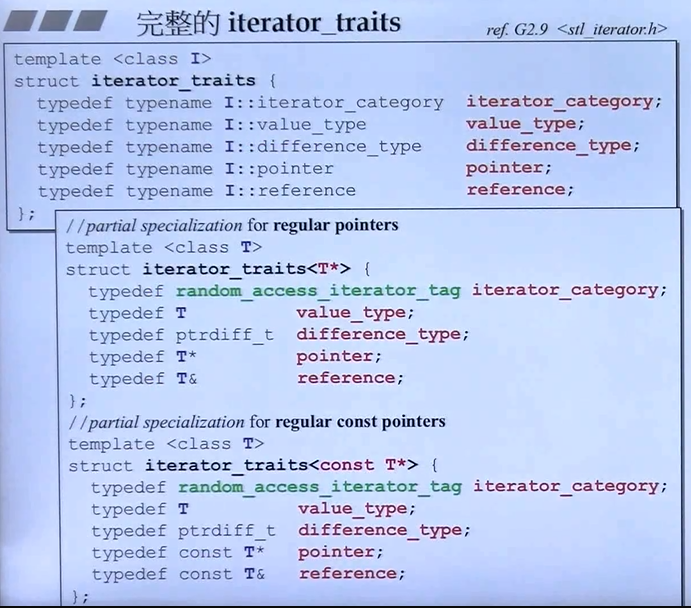 完整的 iterator_traits
ref. G2.9 <stl_iterator.h>
template <class I>
struct iterator_traits {
typedef typename I::iterator_category iterator_category;
typedef typename I::value_type value_type;
typedef typename I::difference_type difference_type;
typedef typename I::pointer pointer;
typedef typename I::reference reference;
};
//partial specialization for regular pointers
template <class T>
struct iterator_traits<T*> {
typedef random_access_iterator_tag iterator_category;
typedef T value_type;
typedef ptrdiff_t difference_type;
typedef T* pointer;
typedef T& reference;
};
//partial specialization for regular const pointers
template <class T>
struct iterator_traits<const T*> {
typedef random_access_iterator_tag iterator_category;
typedef T value_type;
typedef ptrdiff_t difference_type;
typedef const T* pointer;
typedef const T& reference;
};